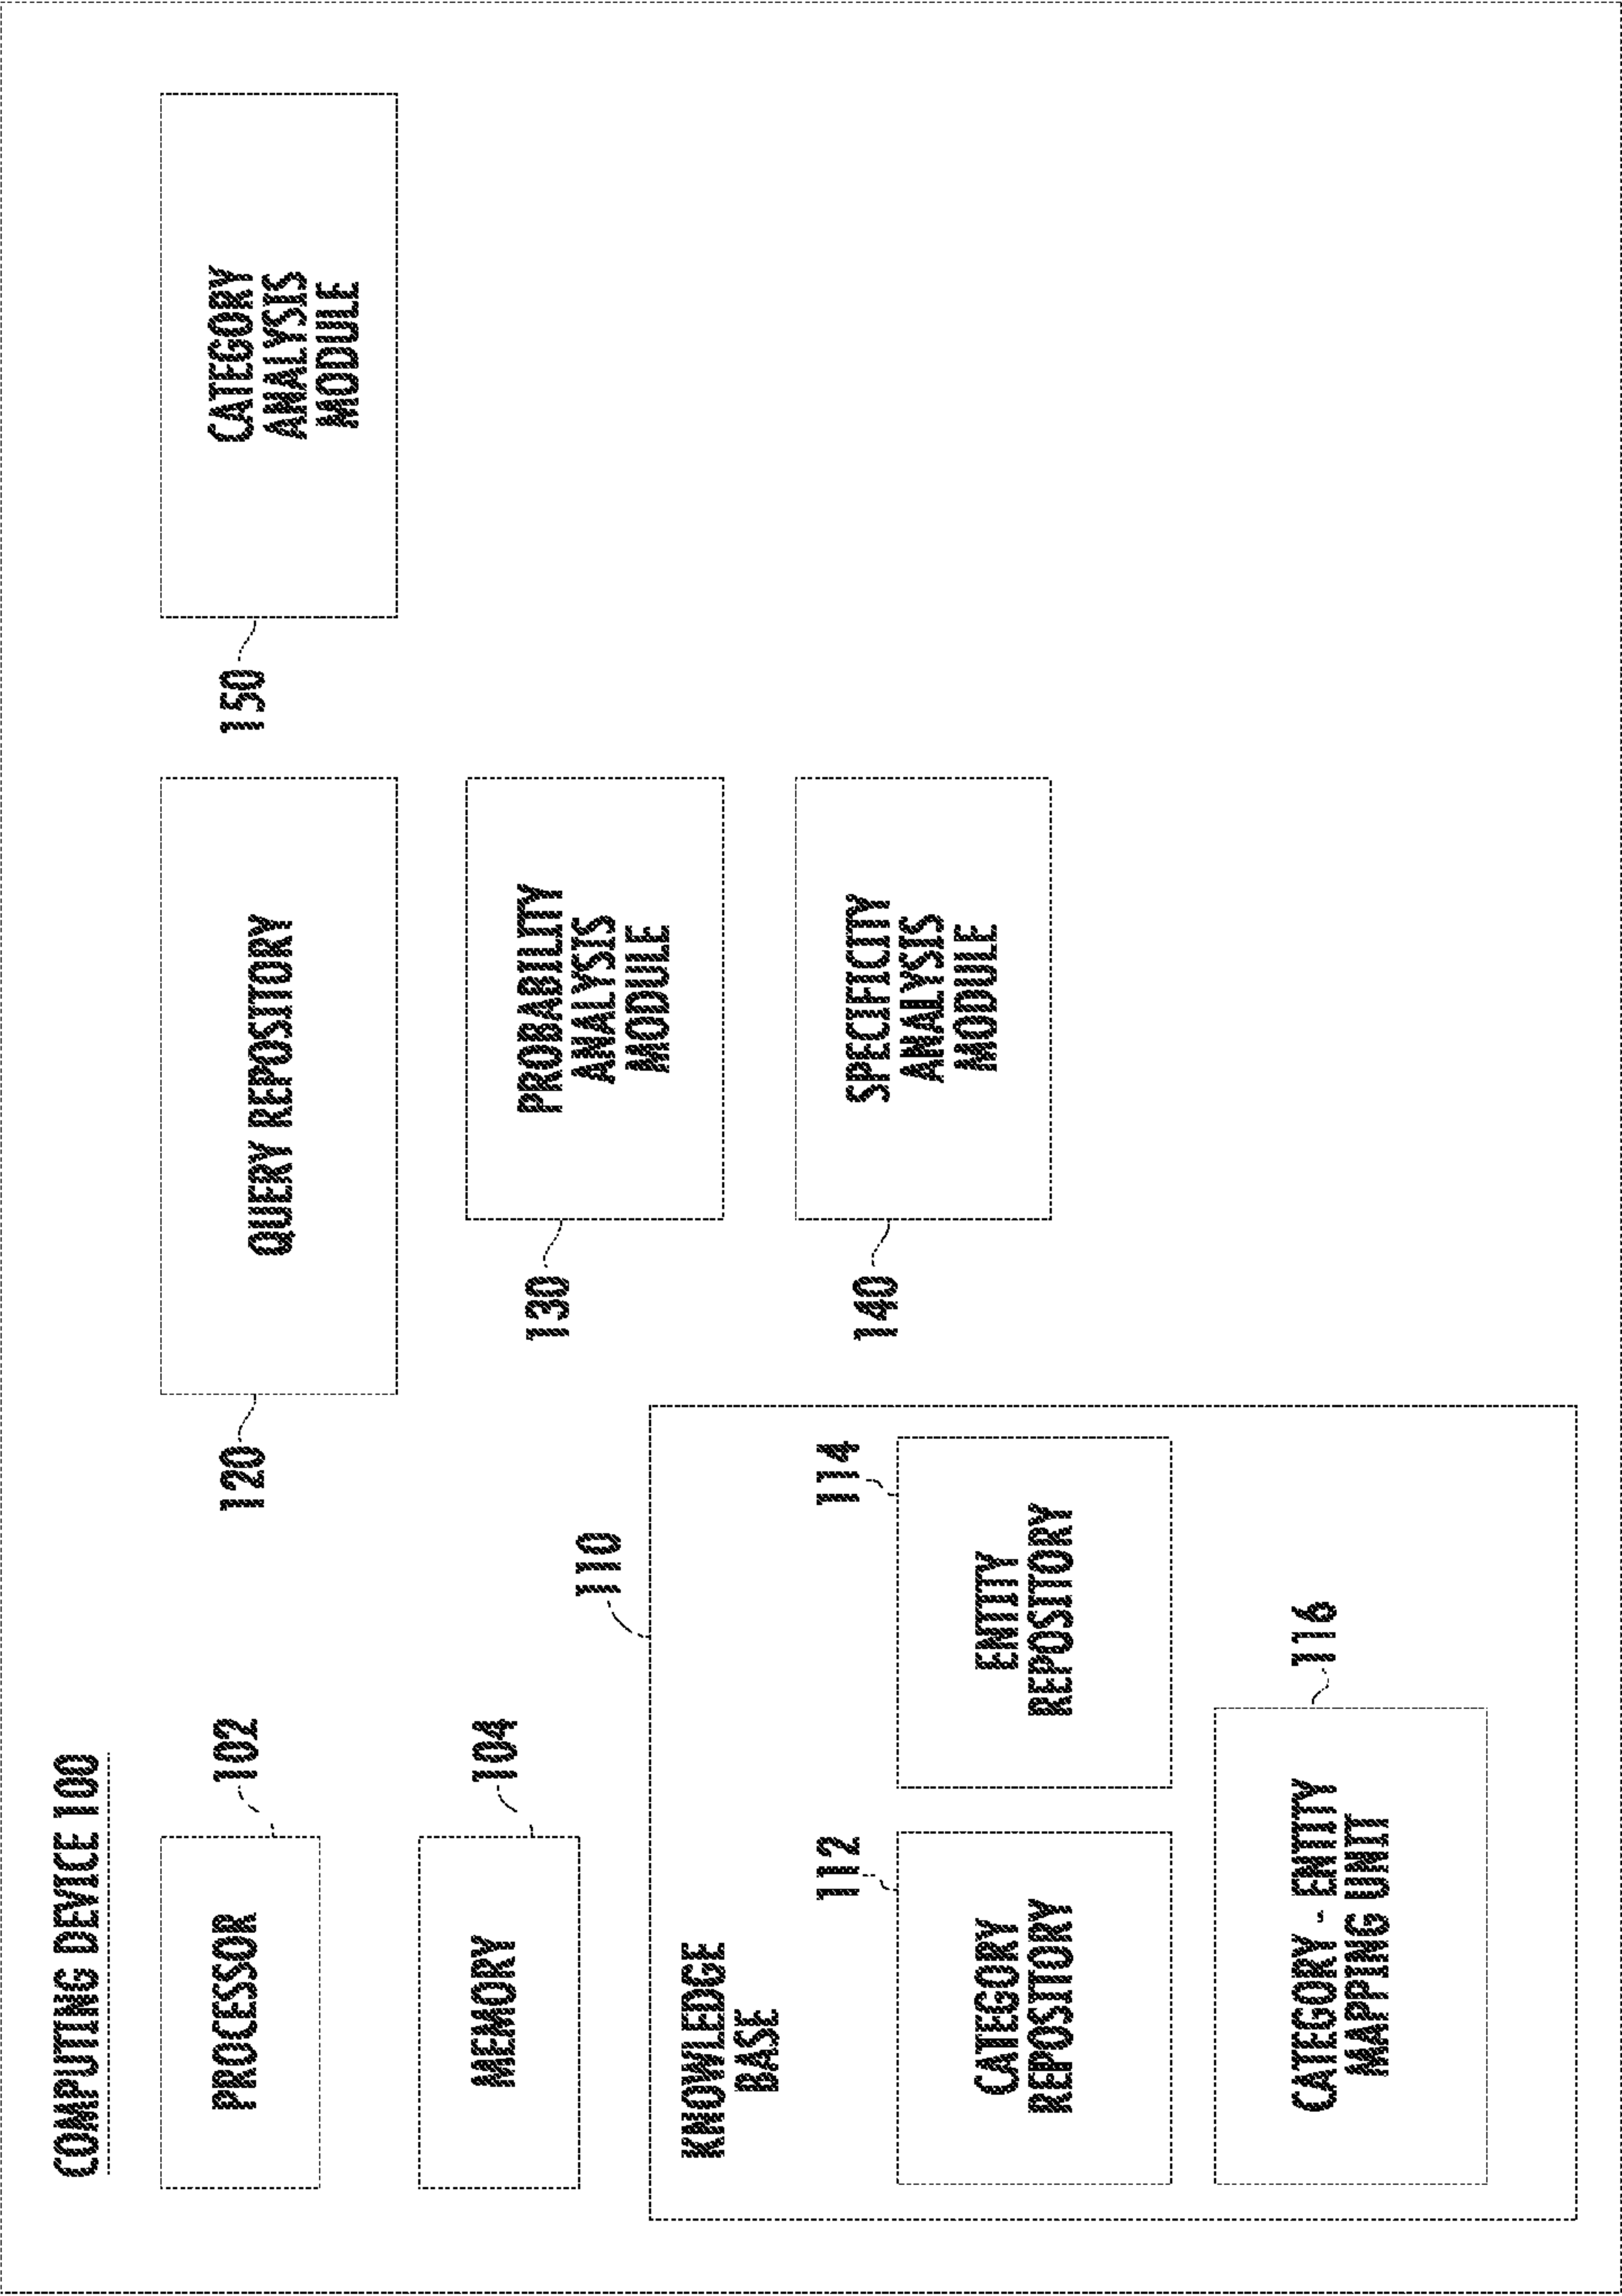 COMPUTING DEVICE 100
PROCESSOR
102
MEMORY
104
110
KNOWLEDGE
BASE
112
CATEGORY
REPOSITORY
114
ENTITY
REPOSITORY
116
CATEGORY - ENTITY
MAPPING UNIT
120
QUERY REPOSITORY
130
PROBABILITY
ANALYSIS
MODULE
140
SPECIFICITY
ANALYSIS
MODULE
150
CATEGORY
ANALYSIS
MODULE